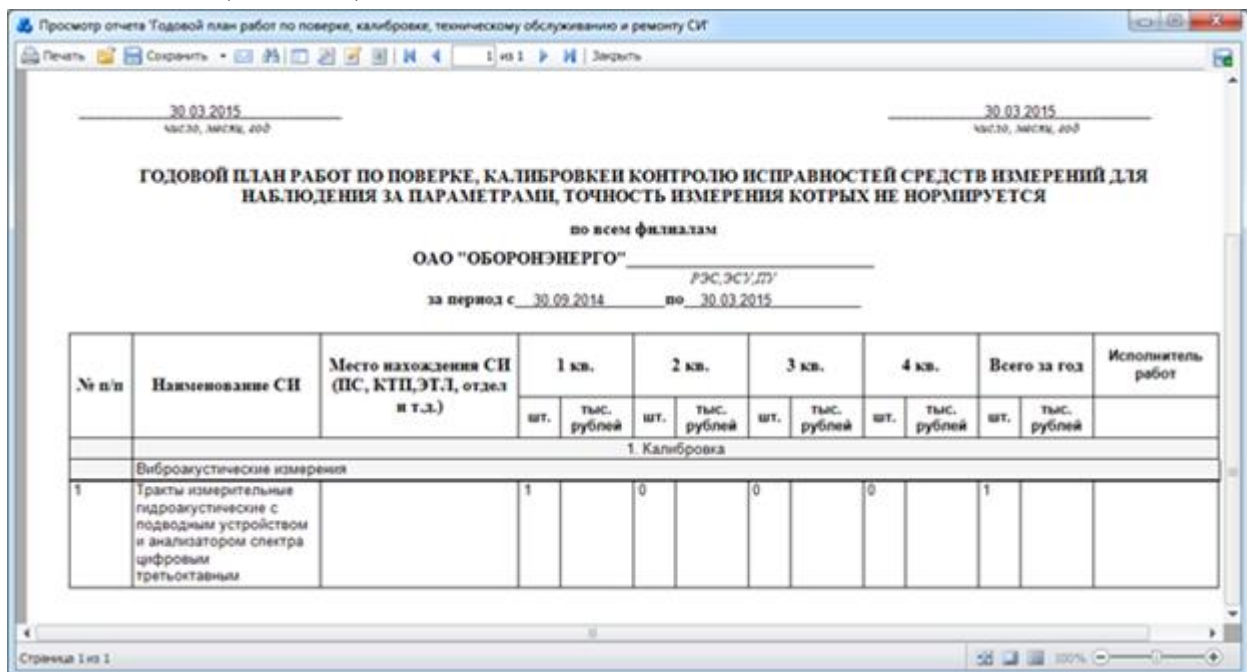 Просмотр отчета 'Годовой план работ по поверке, калибровке, техническому обслуживанию и ремонту СИ'
Печать Сохранить 1 из 1 Закрыть
30.03.2015 30.03.2015
число, месяц, год число, месяц, год
ГОДОВОЙ ПЛАН РАБОТ ПО ПОВЕРКЕ, КАЛИБРОВКЕИ КОНТРОЛЮ ИСПРАВНОСТЕЙ СРЕДСТВ ИЗМЕРЕНИЙ ДЛЯ
НАБЛЮДЕНИЯ ЗА ПАРАМЕТРАМИ, ТОЧНОСТЬ ИЗМЕРЕНИЯ КОТРЫХ НЕ НОРМИРУЕТСЯ
по всем филиалам
ОАО "ОБОРОНЭНЕРГО"
РЭС,ЭСУ,ПУ
за период с 30.09.2014 по 30.03.2015
№ п/п Наименование СИ Место нахождения СИ (ПС, КТП,ЭТЛ, отдел и т.д.) 1 кв. 2 кв. 3 кв. 4 кв. Всего за год Исполнитель работ
шт. тыс. рублей шт. тыс. рублей шт. тыс. рублей шт. тыс. рублей шт. тыс. рублей
1. Калибровка
Виброакустические измерения
1 Тракты измерительные 1 0 0 0 1
гидроакустические с
подводным устройством
и анализатором спектра
цифровым
третьоктавным
Страница 1 из 1 100%